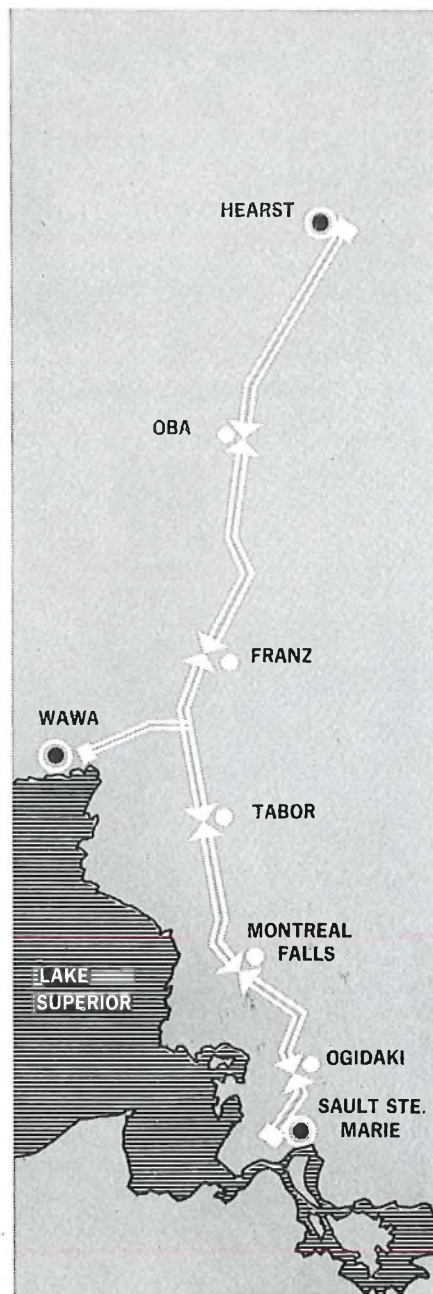 HEARST
OBA
FRANZ
WAWA
TABOR
MONTREAL
FALLS
LAKE
SUPERIOR
OGIDAKI
SAULT STE.
MARIE